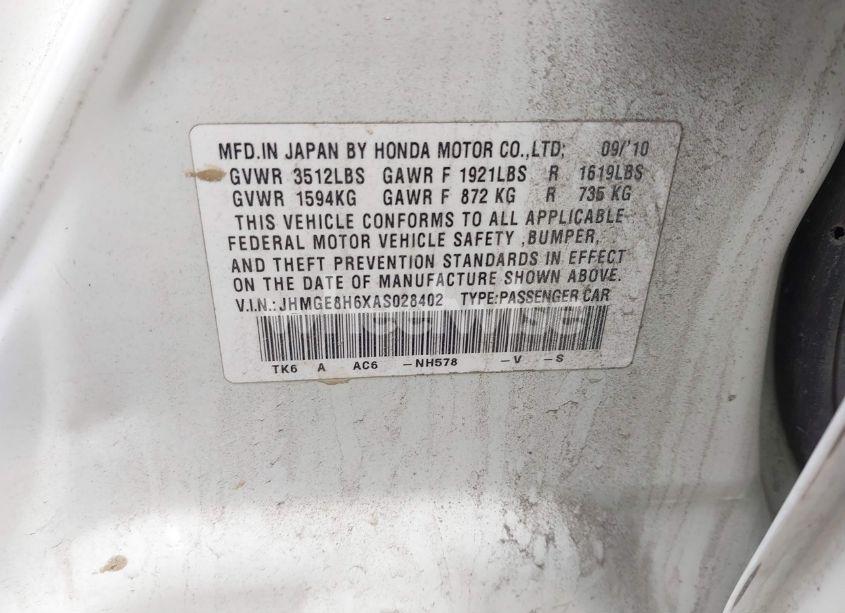 MFD.IN JAPAN BY HONDA MOTOR CO.,LTD; 09/'10
GVWR 3512LBS GAWR F 1921LBS R 1619LBS
GVWR 1594KG GAWR F 872 KG R 735 KG
THIS VEHICLE CONFORMS TO ALL APPLICABLE
FEDERAL MOTOR VEHICLE SAFETY ,BUMPER,
AND THEFT PREVENTION STANDARDS IN EFFECT
ON THE DATE OF MANUFACTURE SHOWN ABOVE.
V.I.N.:JHMGE8H6XAS028402 TYPE:PASSENGER CAR
TK6 A AC6 -NH578 -V -S